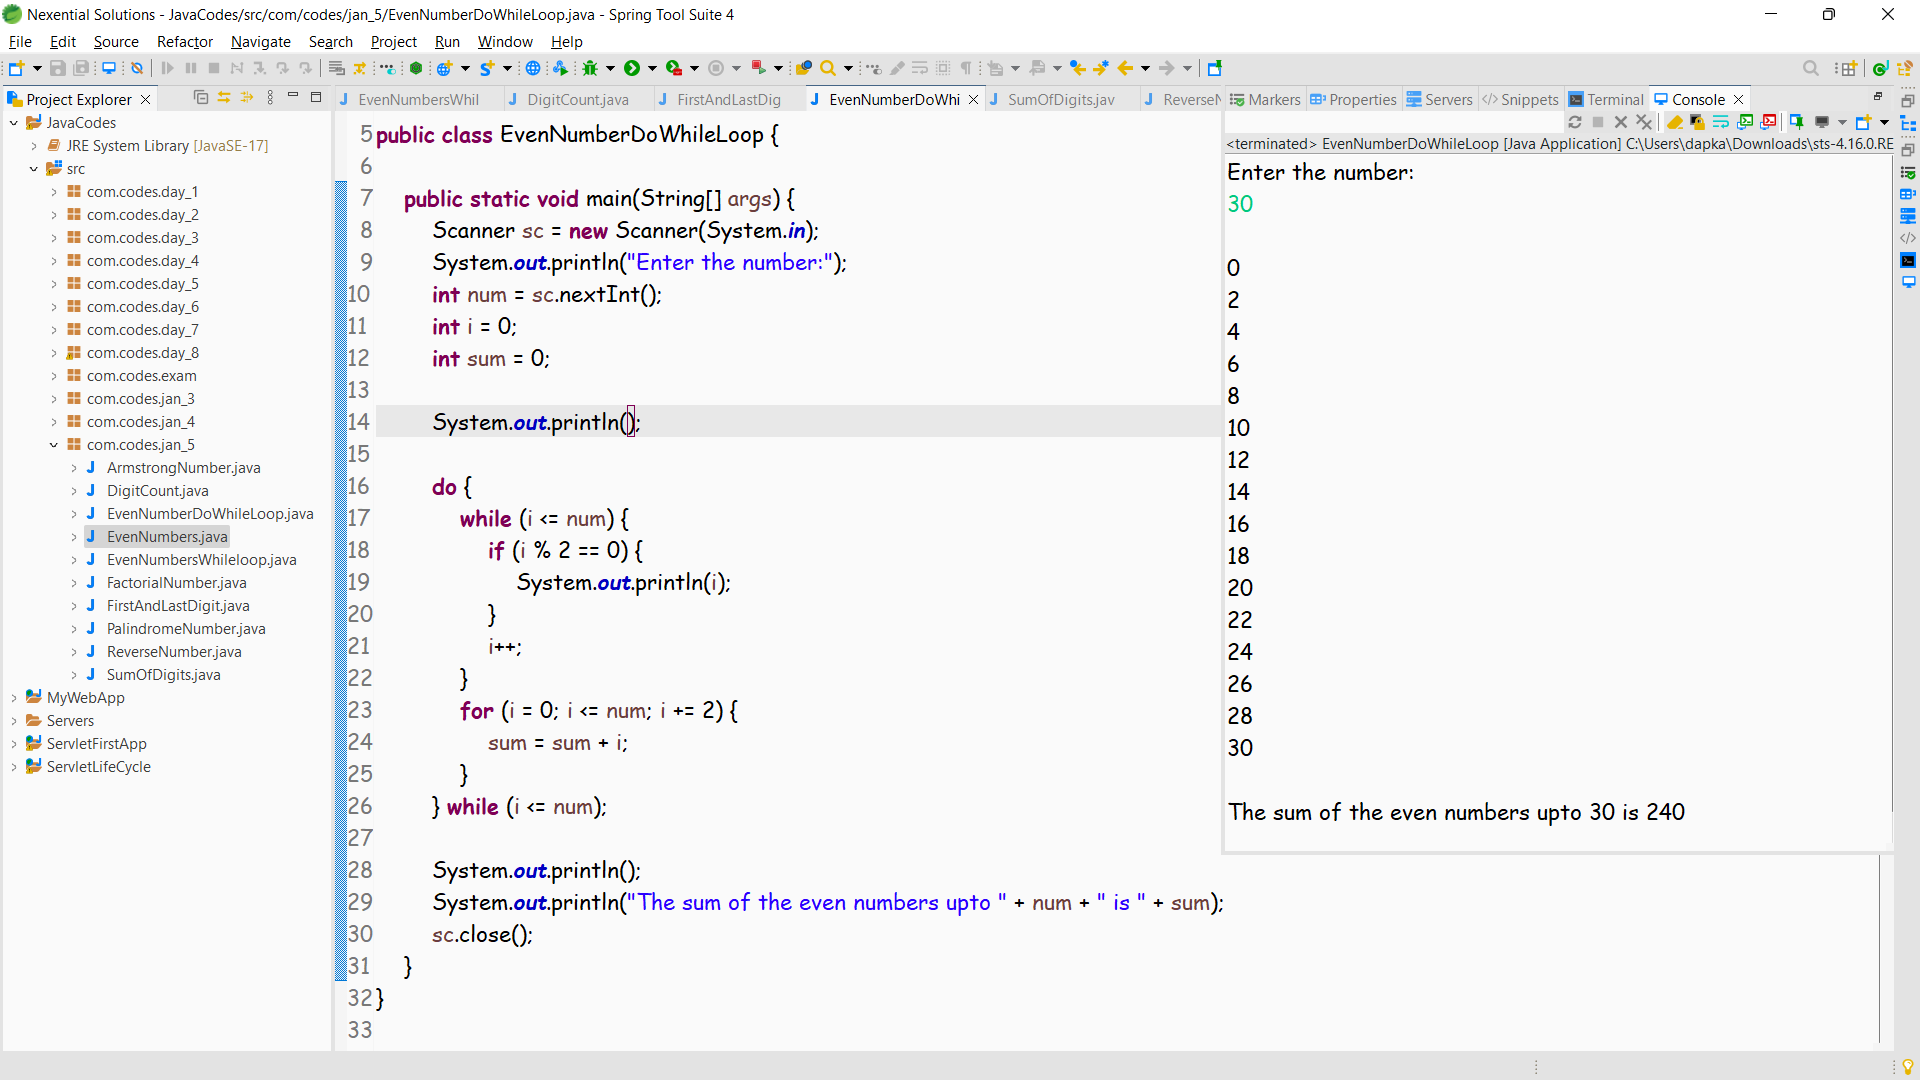 Nexential Solutions - JavaCodes/src/com/codes/jan_5/EvenNumberDoWhileLoop.java - Spring Tool Suite 4
File Edit Source Refactor Navigate Search Project Run Window Help
Project Explorer
JavaCodes
JRE System Library [JavaSE-17]
src
com.codes.day_1
com.codes.day_2
com.codes.day_3
com.codes.day_4
com.codes.day_5
com.codes.day_6
com.codes.day_7
com.codes.day_8
com.codes.exam
com.codes.jan_3
com.codes.jan_4
com.codes.jan_5
ArmstrongNumber.java
DigitCount.java
EvenNumberDoWhileLoop.java
EvenNumbers.java
EvenNumbersWhileloop.java
FactorialNumber.java
FirstAndLastDigit.java
PalindromeNumber.java
ReverseNumber.java
SumOfDigits.java
MyWebApp
Servers
ServletFirstApp
ServletLifeCycle
EvenNumbersWhil DigitCount.java FirstAndLastDig EvenNumberDoWhi SumOfDigits.jav ReverseN
5 public class EvenNumberDoWhileLoop {
6
7 public static void main(String[] args) {
8 Scanner sc = new Scanner(System.in);
9 System.out.println("Enter the number:");
10 int num = sc.nextInt();
11 int i = 0;
12 int sum = 0;
13
14 System.out.println();
15
16 do {
17 while (i <= num) {
18 if (i % 2 == 0) {
19 System.out.println(i);
20 }
21 i++;
22 }
23 for (i = 0; i <= num; i += 2) {
24 sum = sum + i;
25 }
26 } while (i <= num);
27
28 System.out.println();
29 System.out.println("The sum of the even numbers upto " + num + " is " + sum);
30 sc.close();
31 }
32 }
33
Markers Properties Servers Snippets Terminal Console
<terminated> EvenNumberDoWhileLoop [Java Application] C:\Users\dapka\Downloads\sts-4.16.0.RE
Enter the number:
30
0
2
4
6
8
10
12
14
16
18
20
22
24
26
28
30
The sum of the even numbers upto 30 is 240